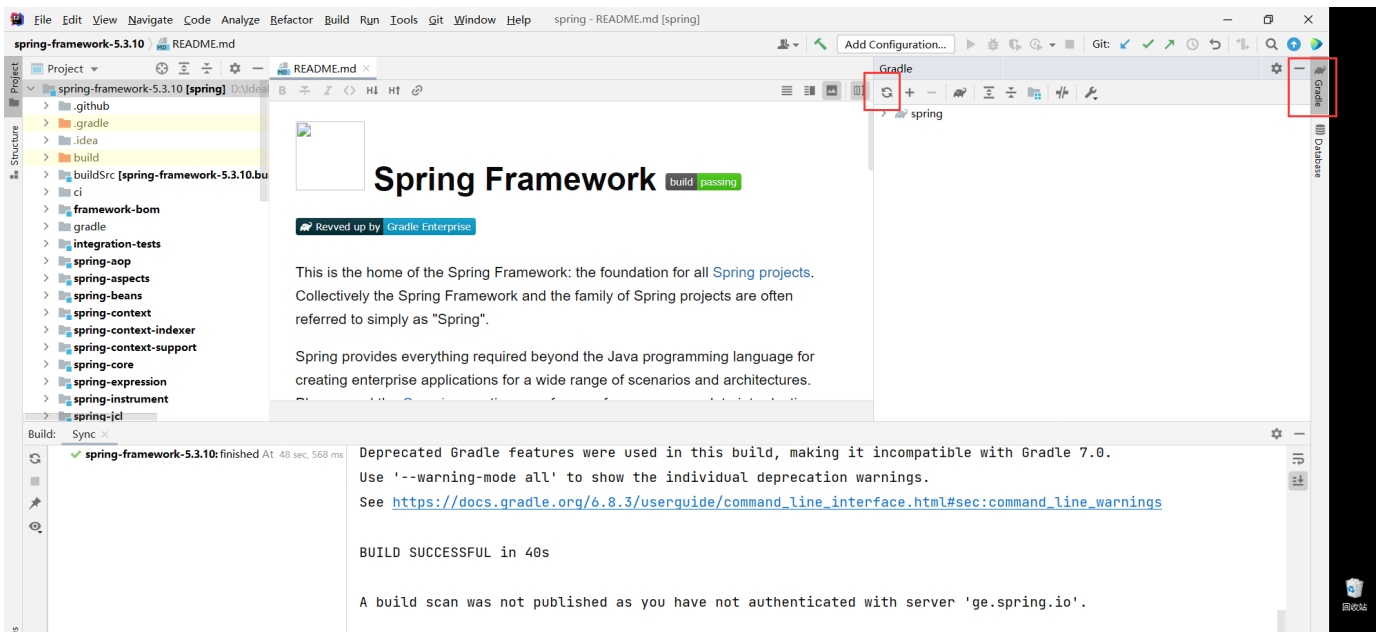 File Edit View Navigate Code Analyze Refactor Build Run Tools Git Window Help spring - README.md [spring]
spring-framework-5.3.10 README.md Add Configuration... Git:
Project README.md Gradle
Project
spring-framework-5.3.10 [spring] D:\Ideal
.github
.gradle
.idea
build
buildSrc [spring-framework-5.3.10.bu
ci
framework-bom
gradle
integration-tests
spring-aop
spring-aspects
spring-beans
spring-context
spring-context-indexer
spring-context-support
spring-core
spring-expression
spring-instrument
spring-jcl
Structure
B I H↓ H↑
Spring Framework build passing
Revved up by Gradle Enterprise
This is the home of the Spring Framework: the foundation for all Spring projects.
Collectively the Spring Framework and the family of Spring projects are often
referred to simply as "Spring".
Spring provides everything required beyond the Java programming language for
creating enterprise applications for a wide range of scenarios and architectures.
spring
Gradle
Database
Build: Sync
spring-framework-5.3.10: finished At 48 sec, 568 ms
Deprecated Gradle features were used in this build, making it incompatible with Gradle 7.0.
Use '--warning-mode all' to show the individual deprecation warnings.
See https://docs.gradle.org/6.8.3/userguide/command_line_interface.html#sec:command_line_warnings
BUILD SUCCESSFUL in 40s
A build scan was not published as you have not authenticated with server 'ge.spring.io'.
回收站